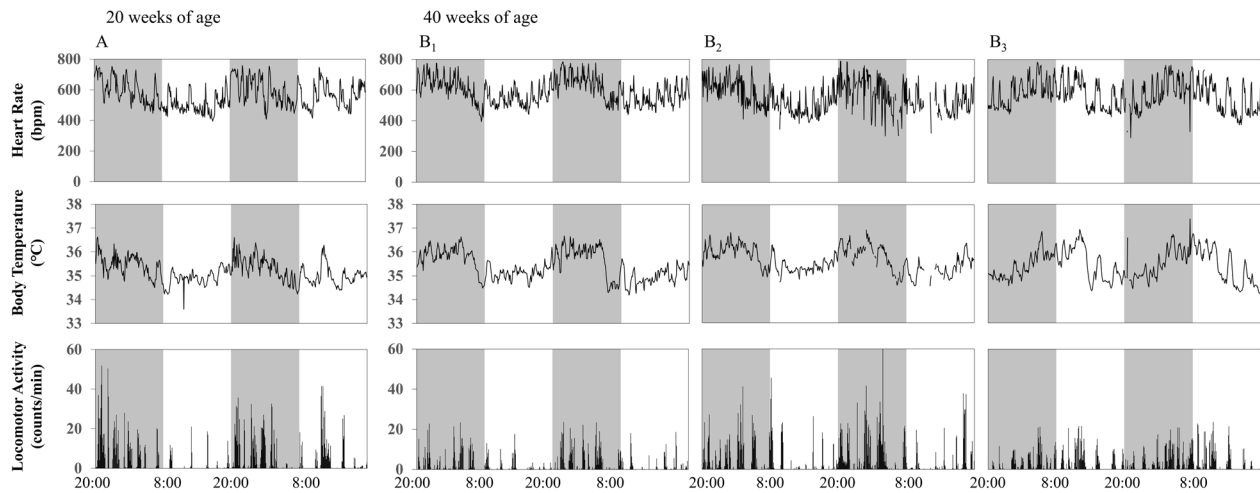 20 weeks of age
40 weeks of age
A
B1
B2
B3
Heart Rate
(bpm)
800
600
400
200
0
800
600
400
200
0
Body Temperature
(°C)
38
37
36
35
34
33
38
37
36
35
34
33
Locomotor Activity
(counts/min)
60
40
20
0
60
40
20
0
20:00 8:00 20:00 8:00 20:00 8:00 20:00 8:00 20:00 8:00 20:00 8:00 20:00 8:00 20:00 8:00